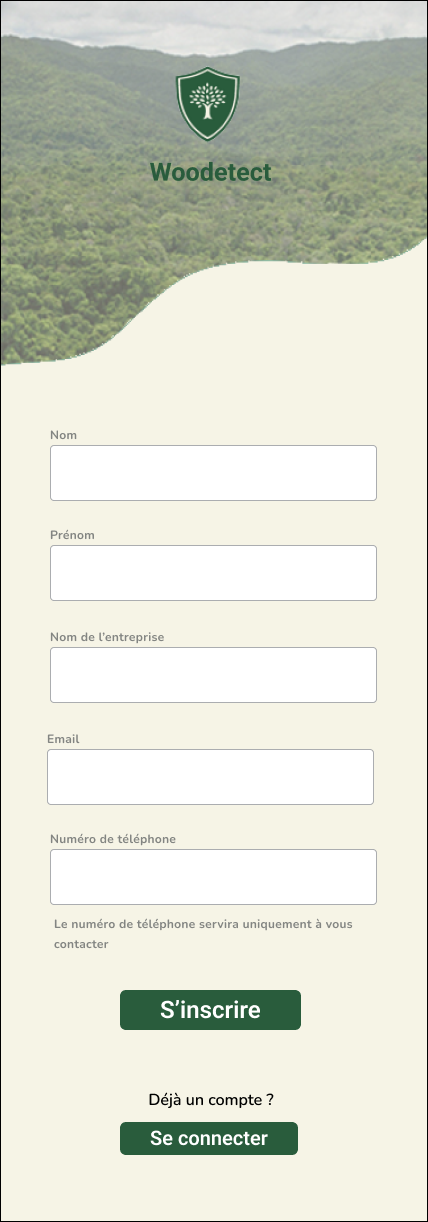 Woodetect
Nom
Prénom
Nom de l'entreprise
Email
Numéro de téléphone
Le numéro de téléphone servira uniquement à vous
contacter
S'inscrire
Déjà un compte ?
Se connecter